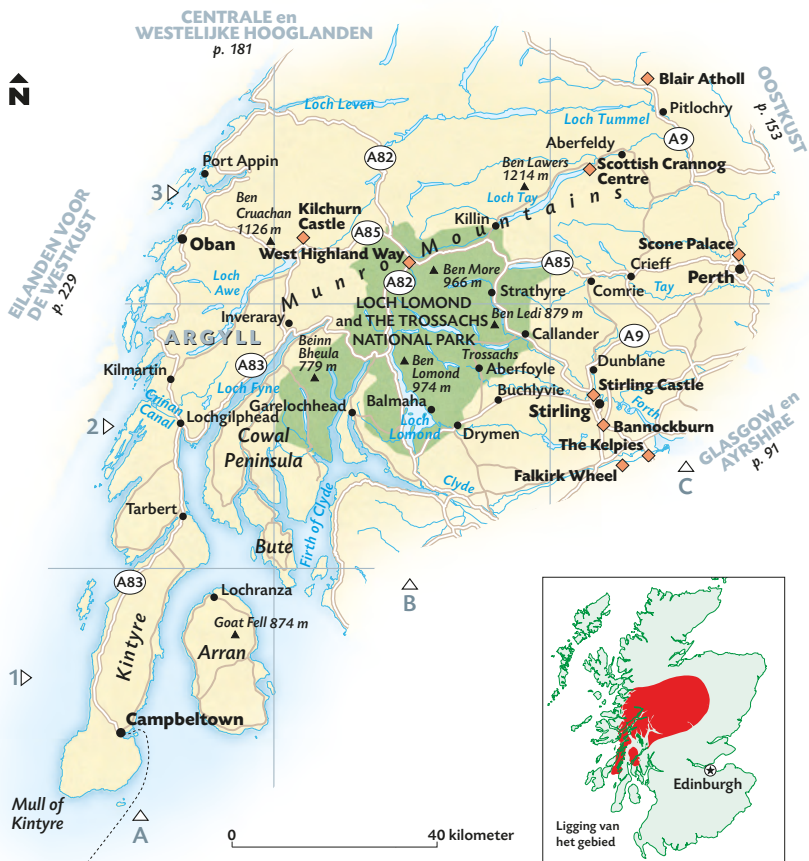 CENTRALE en
WESTELIJKE HOOGLANDEN
p. 181
N
Blair Atholl
OOSTKUST
p. 153
Pitlochry
Loch Leven
Loch Tummel
A9
Aberfeldy
A82
Port Appin
Ben Lawers
1214 m
Scottish Crannog
Centre
3
Loch Tay
Ben
Cruachan
1126 m
Kilchurn
Castle
Killin
Munro Mountains
Oban
A85
West Highland Way
Scone Palace
EILANDEN VOOR
DE WESTKUST
p. 229
A82
Ben More
966 m
A85
Crieff
Perth
Loch
Awe
Strathyre
Comrie
Tay
LOCH LOMOND
and THE TROSSACHS
NATIONAL PARK
Ben Ledi 879 m
Inveraray
ARGYLL
Callander
A9
Beinn
Bheula
779 m
A83
Ben
Lomond
974 m
Trossachs
Aberfoyle
Dunblane
Kilmartin
Loch Fyne
Buchlyvie
Stirling Castle
Crinan
Canal
Garelochhead
Balmaha
Stirling
Forth
2
Lochgilphead
Loch
Lomond
Drymen
Bannockburn
GLASGOW en
AYRSHIRE
p. 91
Cowal
Peninsula
The Kelpies
Falkirk Wheel
C
Clyde
Tarbert
Firth of Clyde
Bute
A83
B
Lochranza
Goat Fell 874 m
Kintyre
Arran
1
Campbeltown
Mull of
Kintyre
A
0
40 kilometer
Edinburgh
Ligging van
het gebied